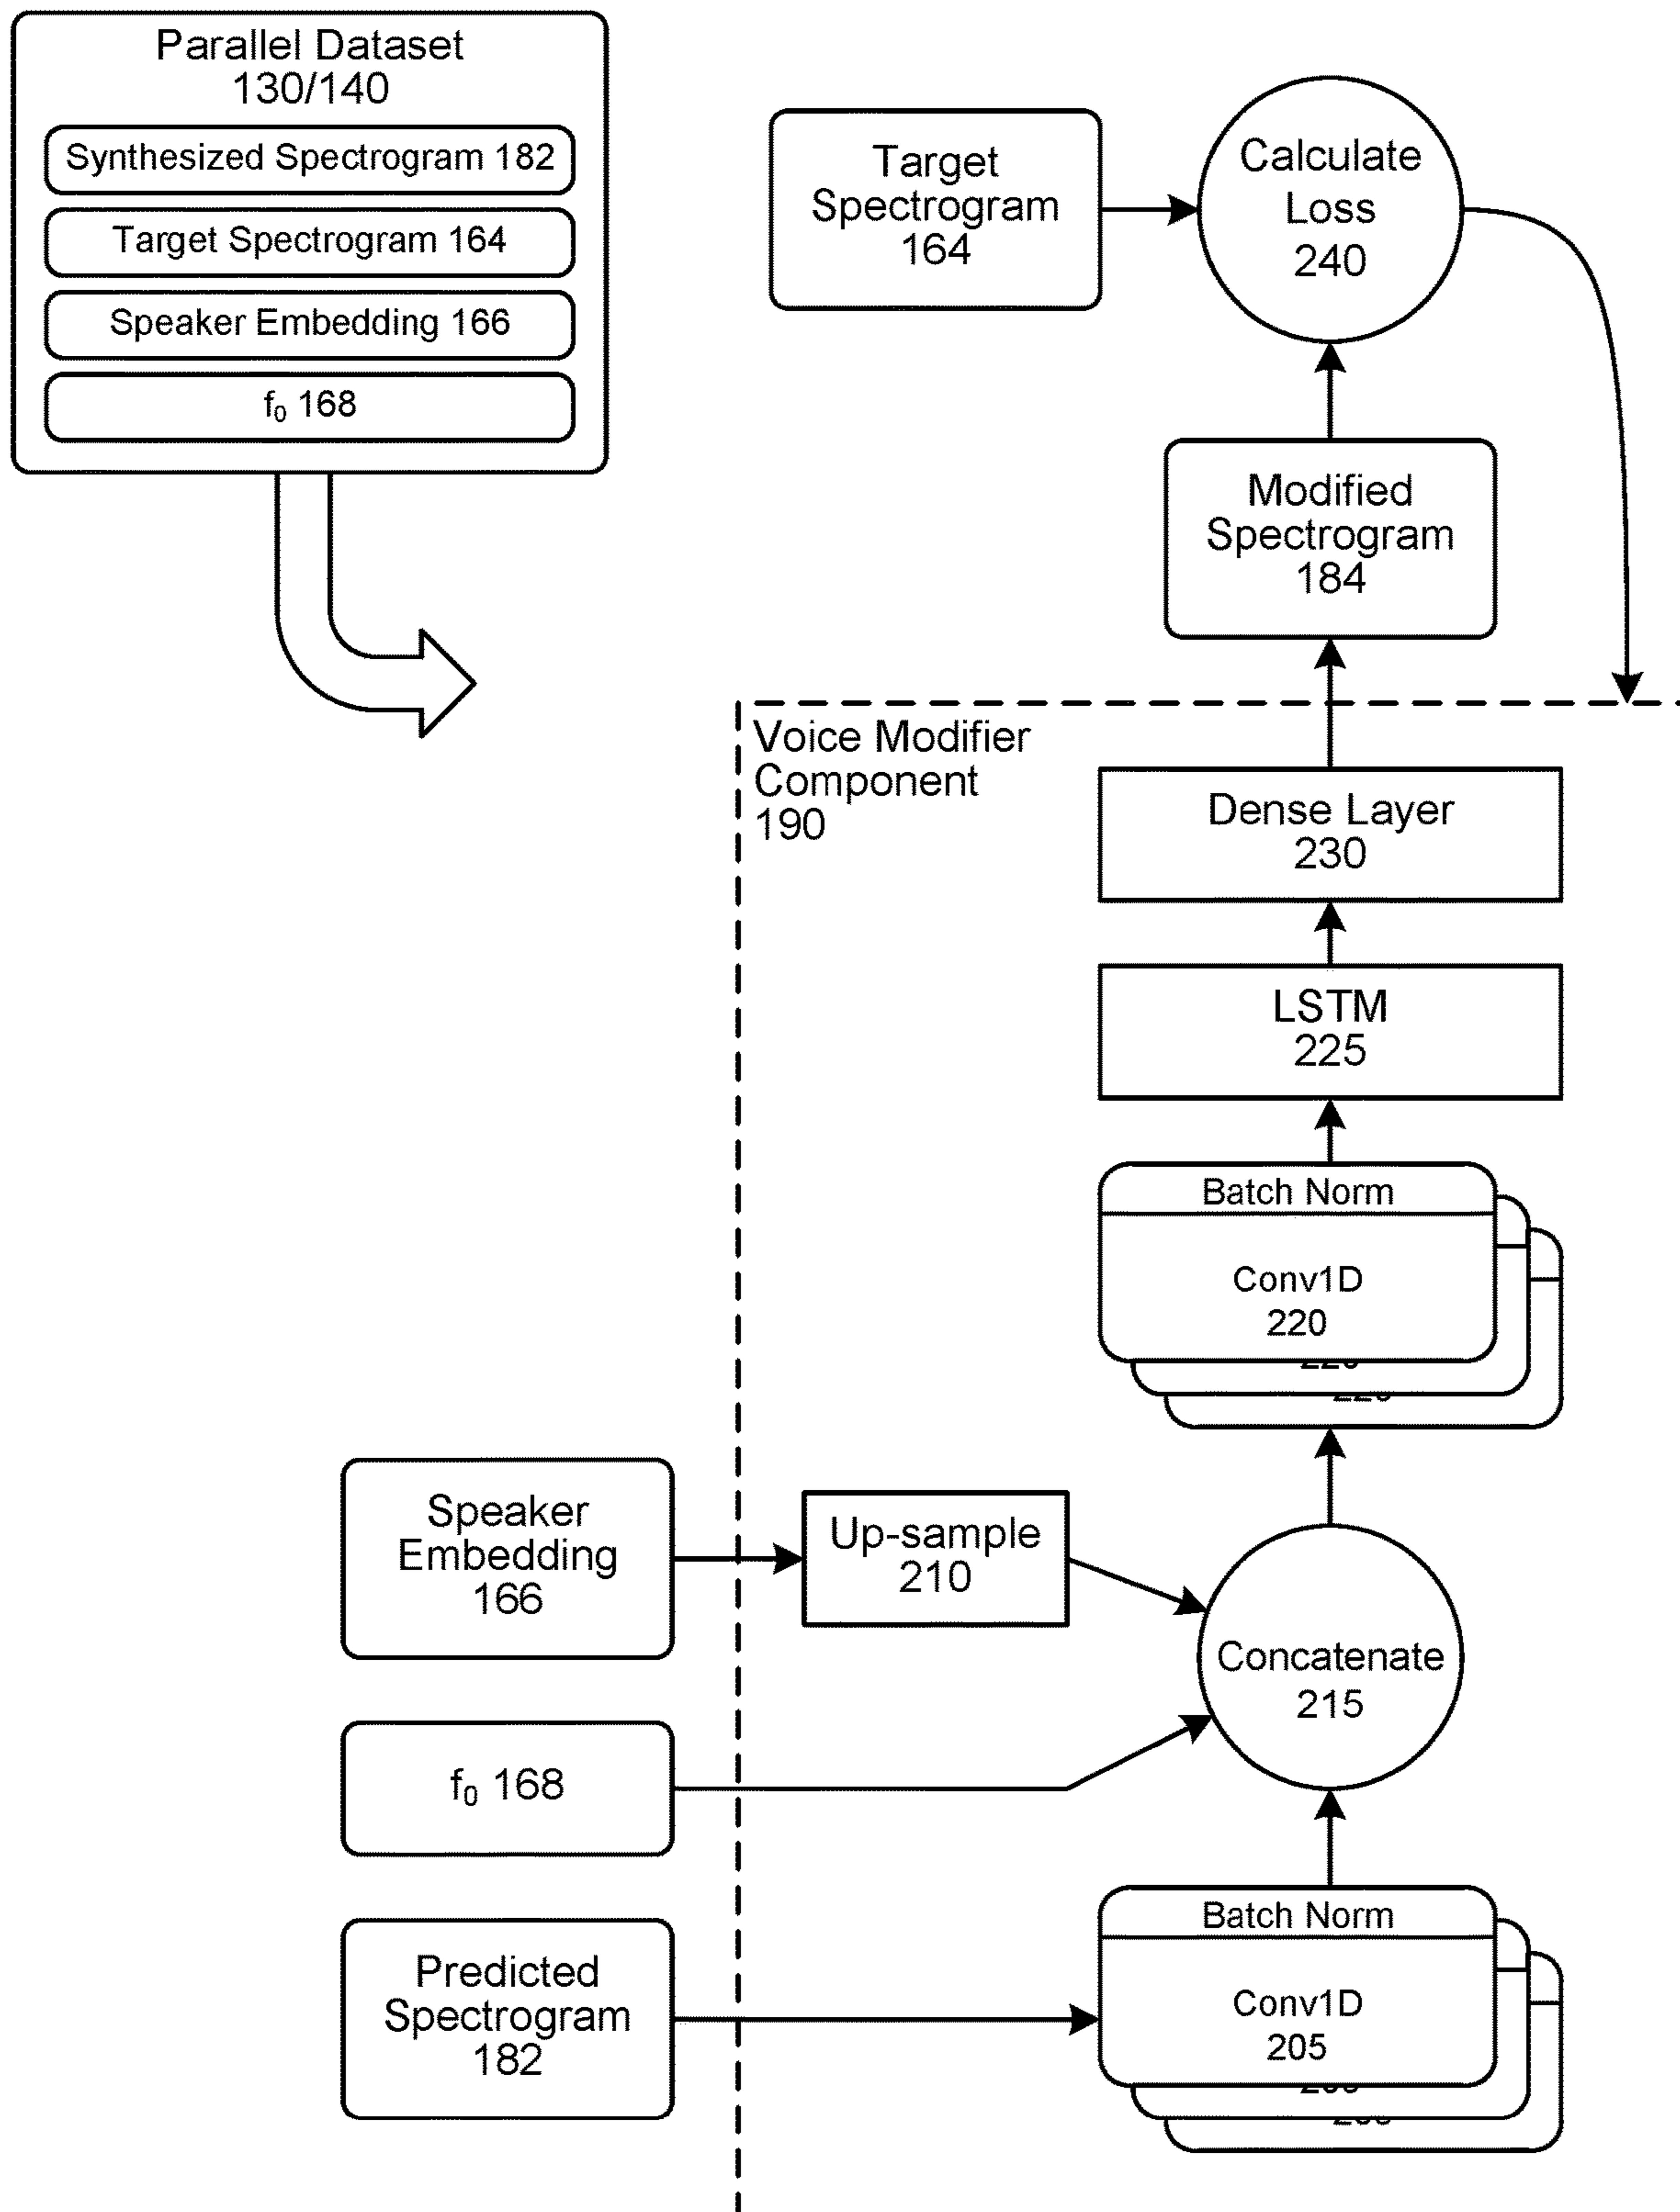 Parallel Dataset
130/140
Synthesized Spectrogram 182
Target Spectrogram 164
Speaker Embedding 166
f₀ 168
Target
Spectrogram
164
Calculate
Loss
240
Modified
Spectrogram
184
Voice Modifier
Component
190
Dense Layer
230
LSTM
225
Batch Norm
Conv1D
220
Speaker
Embedding
166
Up-sample
210
Concatenate
215
f₀ 168
Predicted
Spectrogram
182
Batch Norm
Conv1D
205